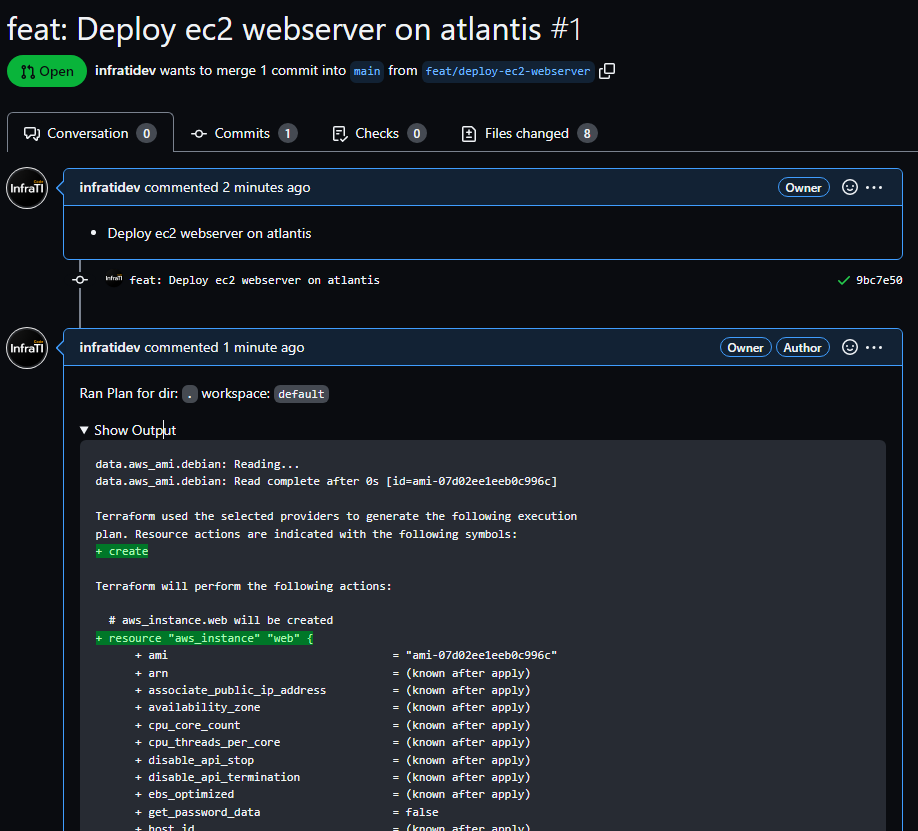 feat: Deploy ec2 webserver on atlantis #1
Open infratidev wants to merge 1 commit into main from feat/deploy-ec2-webserver
Conversation 0 Commits 1 Checks 0 Files changed 8
InfraTI infratidev commented 2 minutes ago Owner ...
• Deploy ec2 webserver on atlantis
InfraTI feat: Deploy ec2 webserver on atlantis 9bc7e50
InfraTI infratidev commented 1 minute ago Owner Author ...
Ran Plan for dir: . workspace: default
▼ Show Output
data.aws_ami.debian: Reading...
data.aws_ami.debian: Read complete after 0s [id=ami-07d02ee1eeb0c996c]
Terraform used the selected providers to generate the following execution
plan. Resource actions are indicated with the following symbols:
+ create
Terraform will perform the following actions:
# aws_instance.web will be created
+ resource "aws_instance" "web" {
+ ami = "ami-07d02ee1eeb0c996c"
+ arn = (known after apply)
+ associate_public_ip_address = (known after apply)
+ availability_zone = (known after apply)
+ cpu_core_count = (known after apply)
+ cpu_threads_per_core = (known after apply)
+ disable_api_stop = (known after apply)
+ disable_api_termination = (known after apply)
+ ebs_optimized = (known after apply)
+ get_password_data = false
+ host_id = (known after apply)